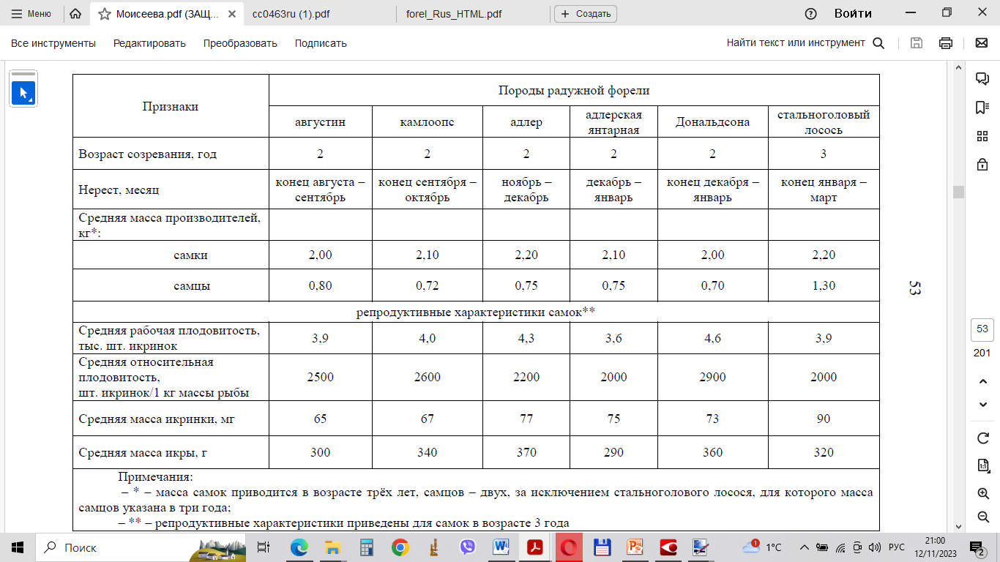 Меню
Моисеева.pdf (ЗАЩ...
cc0463ru (1).pdf
forel_Rus_HTML.pdf
Создать
Войти
Все инструменты
Редактировать
Преобразовать
Подписать
Найти текст или инструмент
Признаки
Породы радужной форели
августин
камлоопс
адлер
адлерская
янтарная
Дональдсона
стальноголовый
лосось
Возраст созревания, год
2
2
2
2
2
3
Нерест, месяц
конец августа –
сентябрь
конец сентября –
октябрь
ноябрь –
декабрь
декабрь –
январь
конец декабря –
январь
конец января –
март
Средняя масса производителей,
кг*:
самки
2,00
2,10
2,20
2,10
2,00
2,20
самцы
0,80
0,72
0,75
0,75
0,70
1,30
репродуктивные характеристики самок**
Средняя рабочая плодовитость,
тыс. шт. икринок
3,9
4,0
4,3
3,6
4,6
3,9
Средняя относительная
плодовитость,
шт. икринок/1 кг массы рыбы
2500
2600
2200
2000
2900
2000
Средняя масса икринки, мг
65
67
77
75
73
90
Средняя масса икры, г
300
340
370
290
360
320
Примечания:
– * – масса самок приводится в возрасте трёх лет, самцов – двух, за исключением стальноголового лосося, для которого масса
самцов указана в три года;
– ** – репродуктивные характеристики приведены для самок в возрасте 3 года
53
53
201
1:1
Поиск
1
1°C
РУС
21:00
12/11/2023
2